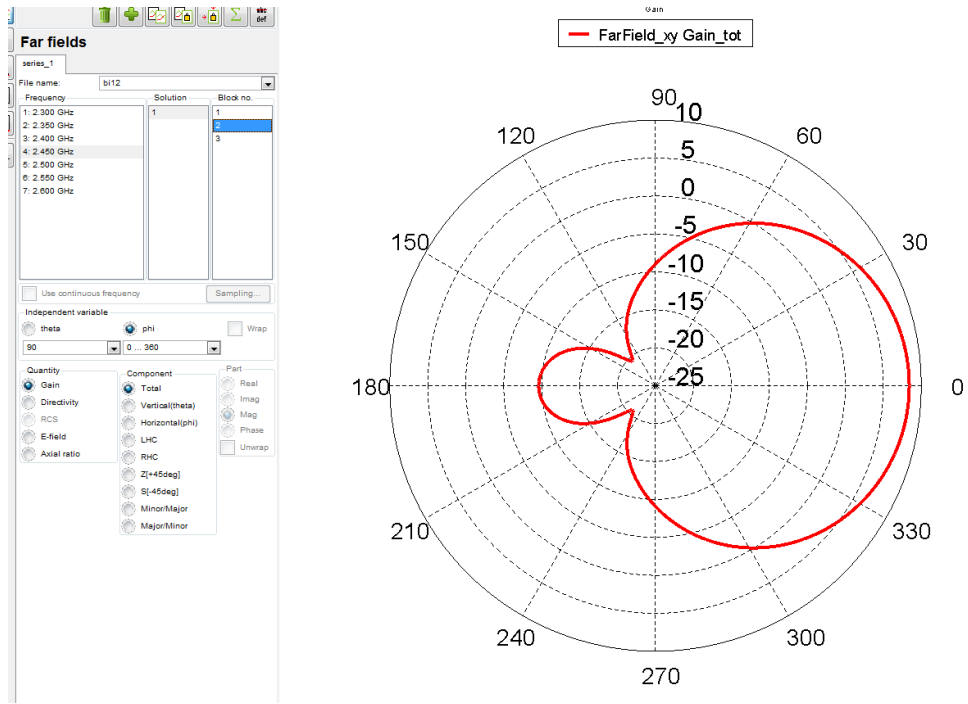 abc
def
Far fields
series_1
File name: bi12
Frequency Solution Block no.
1: 2.300 GHz
2: 2.350 GHz
3: 2.400 GHz
4: 2.450 GHz
5: 2.500 GHz
6: 2.550 GHz
7: 2.600 GHz
1
1
2
3
Use continuous frequency Sampling...
Independent variable
theta phi Wrap
90 0 ... 360
Quantity
Gain
Directivity
RCS
E-field
Axial ratio
Component
Total
Vertical(theta)
Horizontal(phi)
LHC
RHC
Z[+45deg]
S[-45deg]
Minor/Major
Major/Minor
Part
Real
Imag
Mag
Phase
Unwrap
Gain
FarField_xy Gain_tot
90
120
60
150
30
180
0
210
330
240
300
270
10
5
0
-5
-10
-15
-20
-25